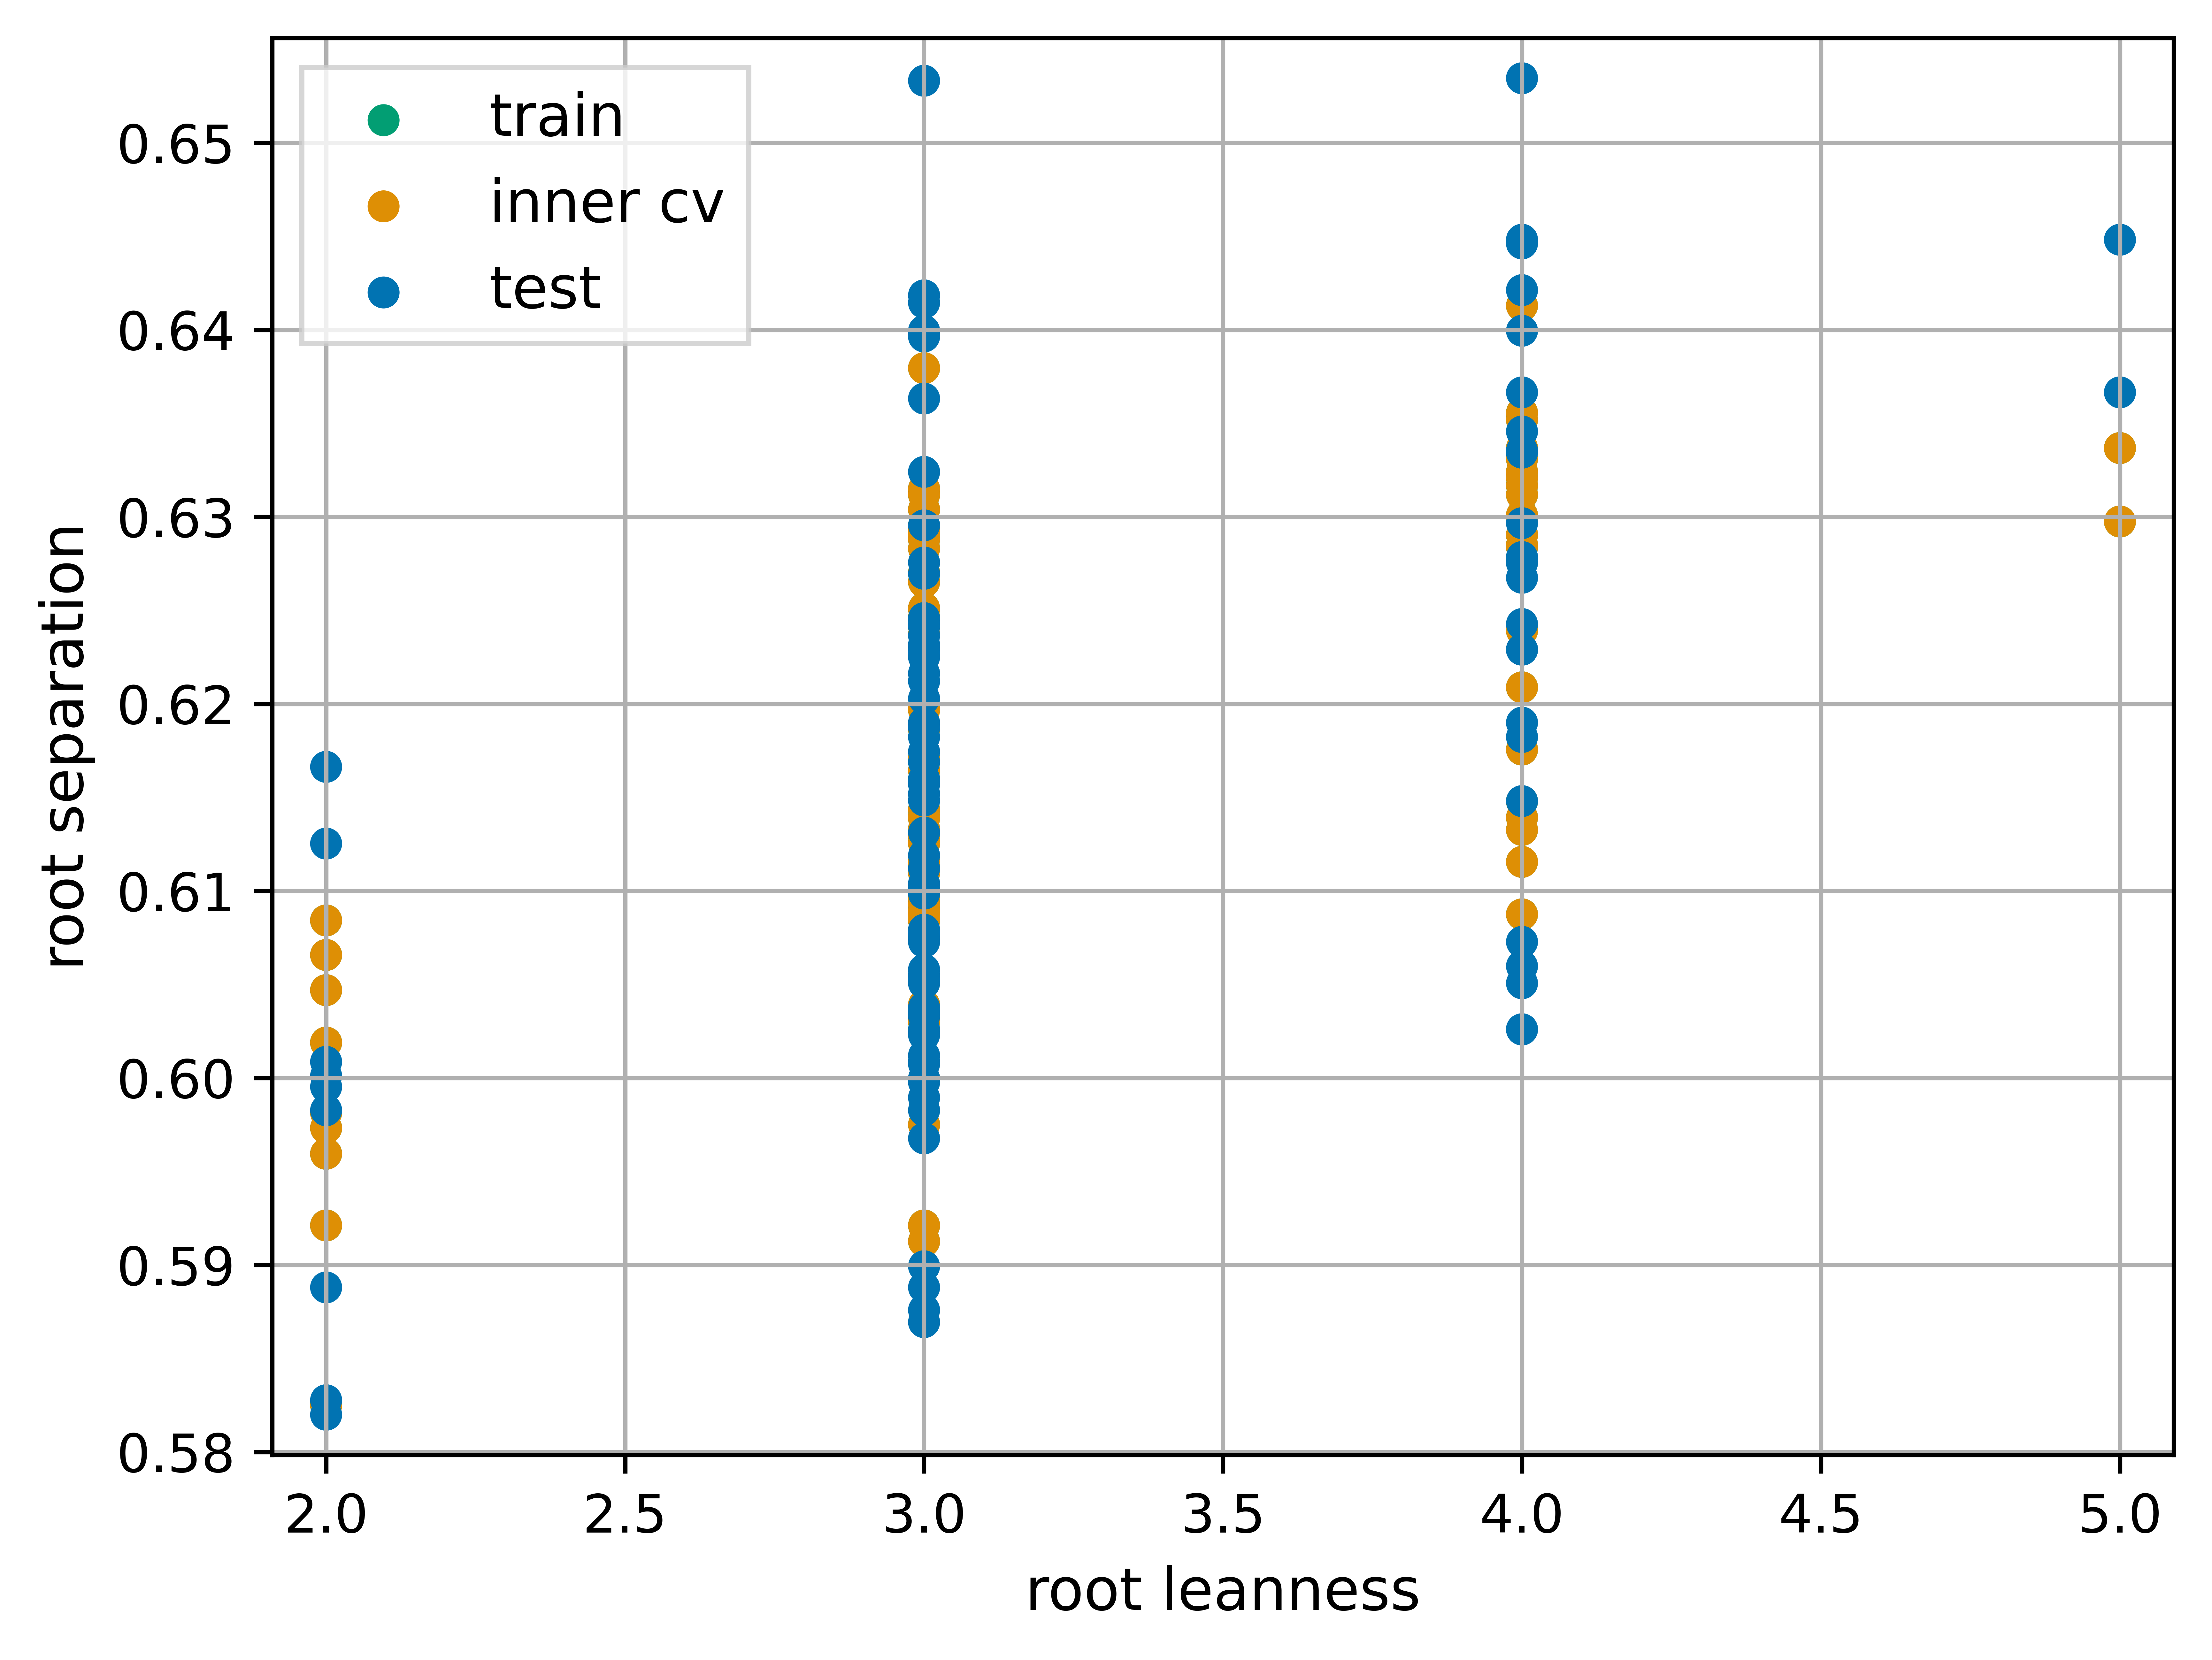 train
inner cv
test
0.65
0.64
0.63
0.62
0.61
0.60
0.59
0.58
root separation
2.0 2.5 3.0 3.5 4.0 4.5 5.0
root leanness